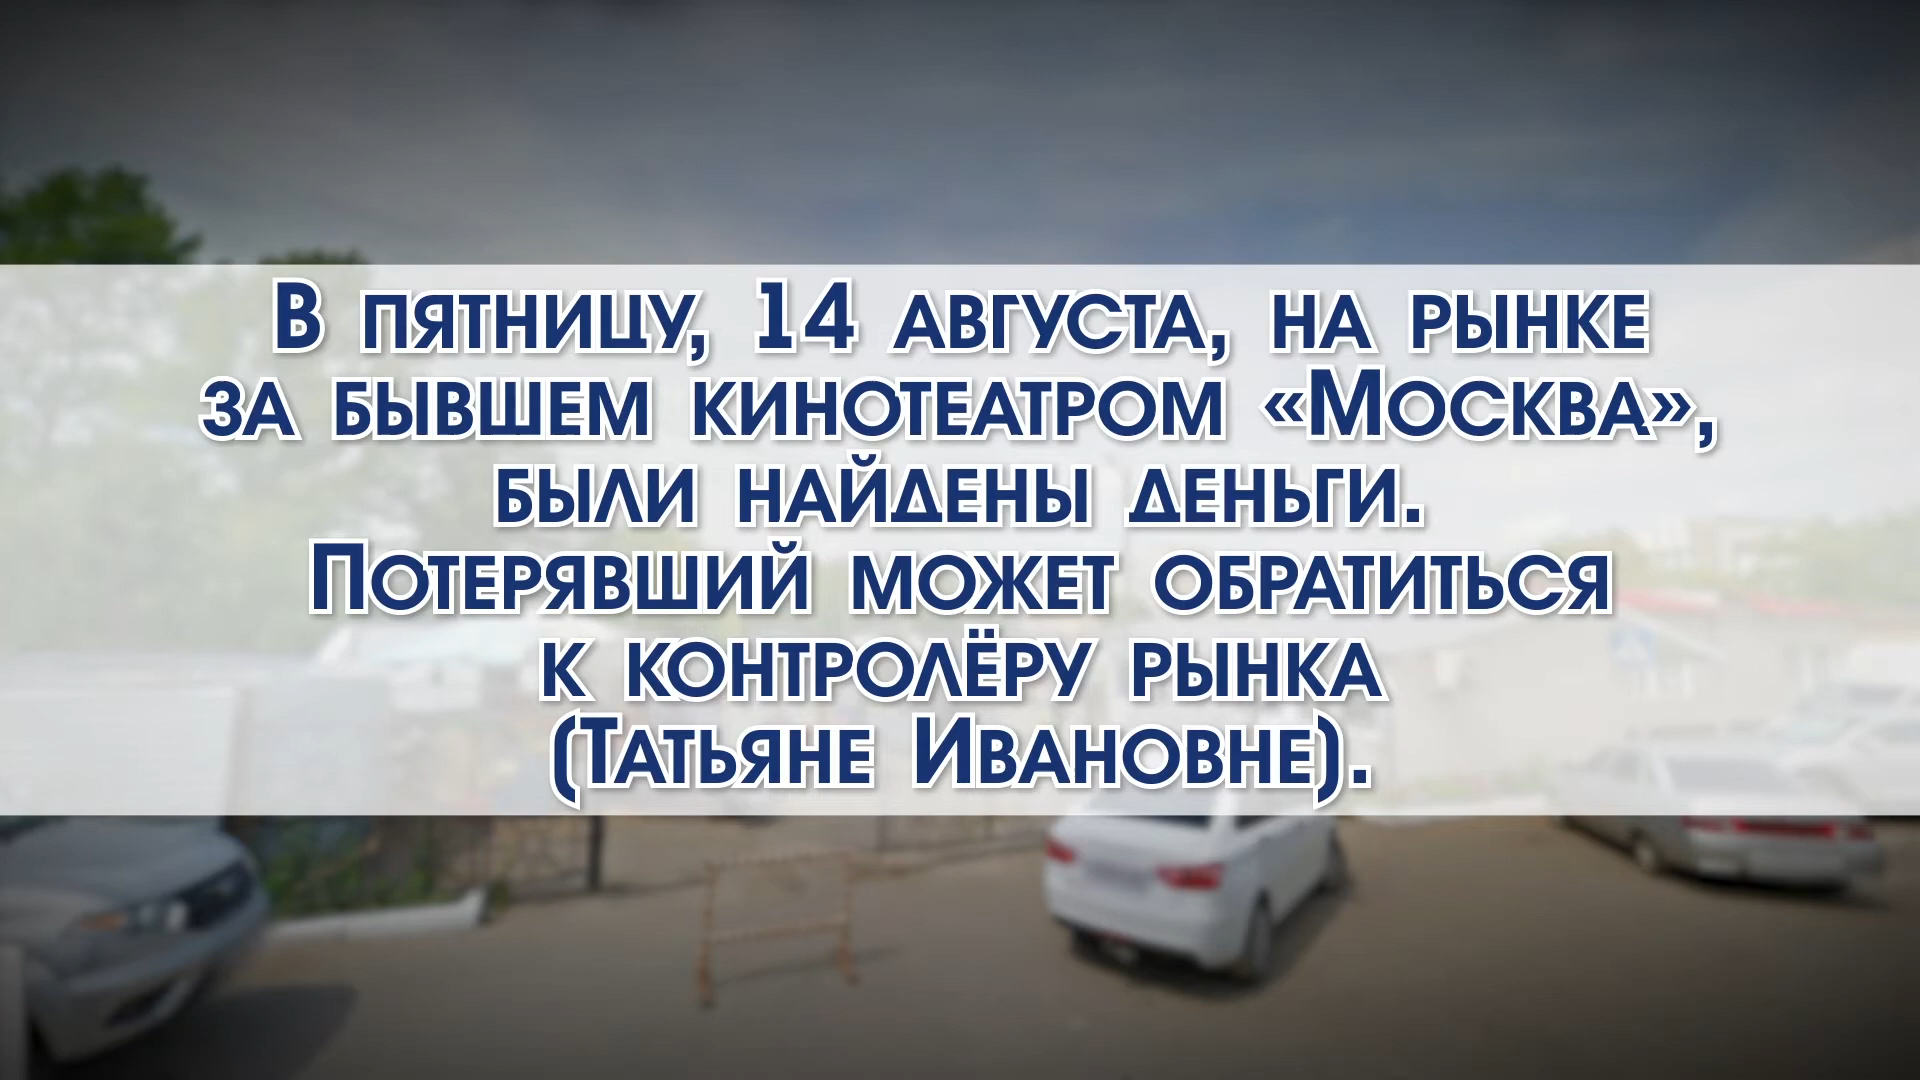 В пятницу, 14 августа, на рынке
за бывшем кинотеатром «Москва»,
были найдены деньги.
Потерявший может обратиться
к контролёру рынка
(Татьяне Ивановне).